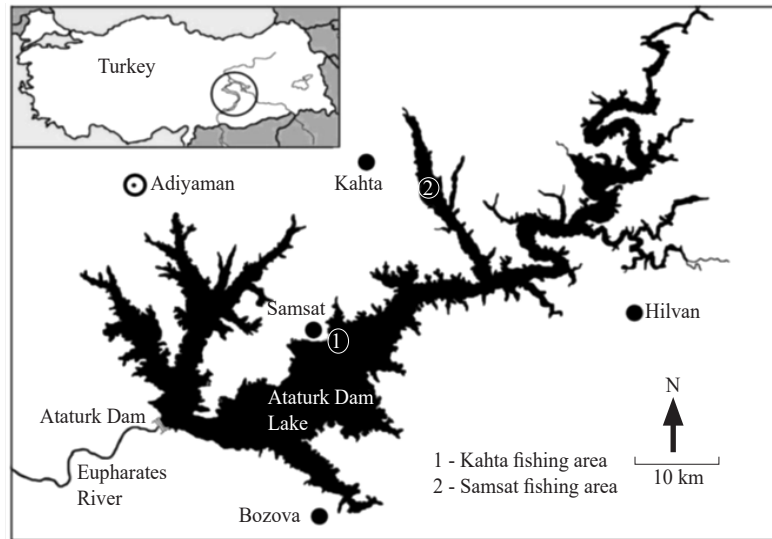 Turkey
Adiyaman
Kahta
2
Samsat
1
Hilvan
Ataturk Dam
Lake
Ataturk Dam
Eupharates
River
Bozova
N
10 km
1 - Kahta fishing area
2 - Samsat fishing area